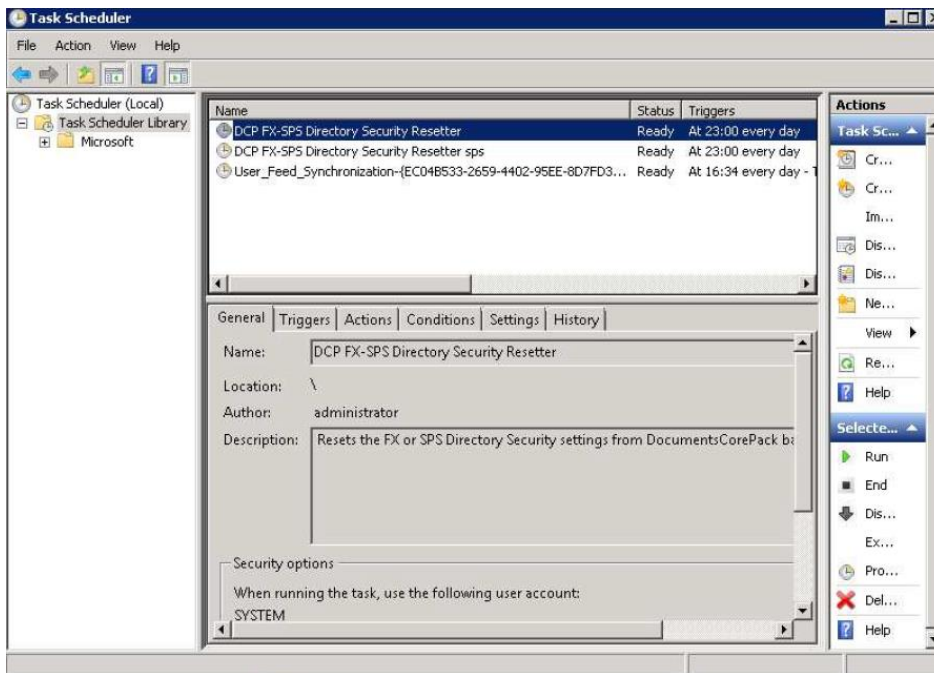 Task Scheduler
File Action View Help
Task Scheduler (Local)
Task Scheduler Library
Microsoft
Name Status Triggers
DCP FX-SPS Directory Security Resetter Ready At 23:00 every day
DCP FX-SPS Directory Security Resetter sps Ready At 23:00 every day
User_Feed_Synchronization-{EC04B533-2659-4402-95EE-8D7FD3... Ready At 16:34 every day -
General Triggers Actions Conditions Settings History
Name: DCP FX-SPS Directory Security Resetter
Location: \
Author: administrator
Description: Resets the FX or SPS Directory Security settings from DocumentsCorePack ba
Security options
When running the task, use the following user account:
SYSTEM
Actions
Task Sc...
Cr...
Cr...
Im...
Dis...
Dis...
Ne...
View
Re...
Help
Selecte...
Run
End
Dis...
Ex...
Pro...
Del...
Help